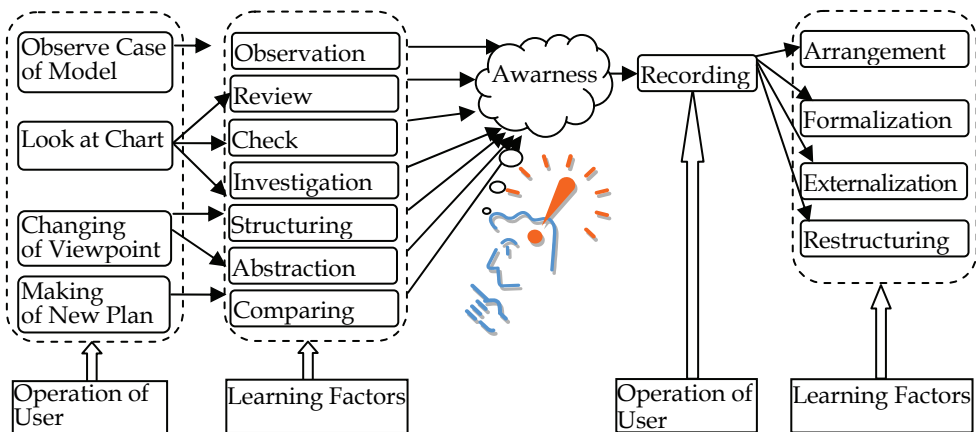 Observe Case
of Model
Look at Chart
Changing
of Viewpoint
Making
of New Plan
Operation of
User
Observation
Review
Check
Investigation
Structuring
Abstraction
Comparing
Learning Factors
Awarness
Recording
Operation of
User
Arrangement
Formalization
Externalization
Restructuring
Learning Factors